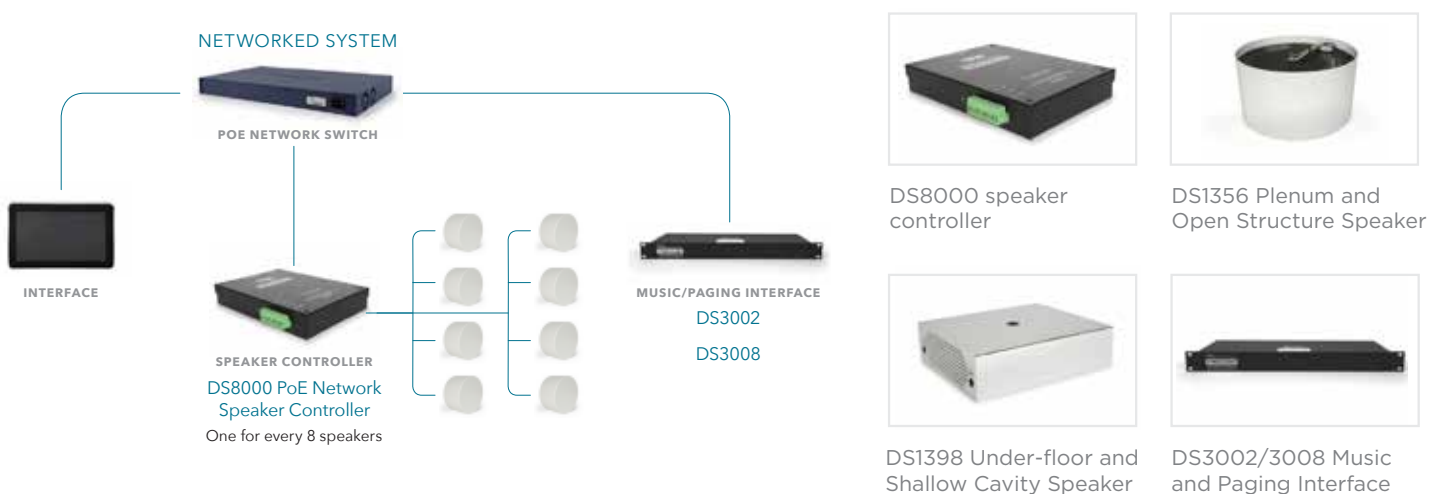 NETWORKED SYSTEM
POE NETWORK SWITCH
INTERFACE
SPEAKER CONTROLLER
DS8000 PoE Network
Speaker Controller
One for every 8 speakers
MUSIC/PAGING INTERFACE
DS3002
DS3008
DS8000 speaker
controller
DS1356 Plenum and
Open Structure Speaker
DS1398 Under-floor and
Shallow Cavity Speaker
DS3002/3008 Music
and Paging Interface